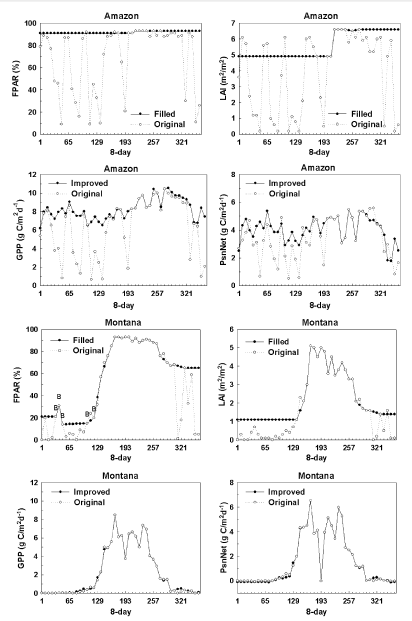 Amazon
FPAR (%)
100
80
60
40
20
0
Filled
Original
1 65 129 193 257 321
8-day
Amazon
LAI (m²/m²)
7
6
5
4
3
2
1
0
Filled
Original
1 65 129 193 257 321
8-day
Amazon
GPP (g C/m²d⁻¹)
12
10
8
6
4
2
0
Improved
Original
1 65 129 193 257 321
8-day
Amazon
PsnNet (g C/m²d⁻¹)
8
6
4
2
0
Improved
Original
1 65 129 193 257 321
8-day
Montana
FPAR (%)
100
80
60
40
20
0
Filled
Original
B
B
B
B
B
1 65 129 193 257 321
8-day
Montana
LAI (m²/m²)
6
5
4
3
2
1
0
Filled
Original
1 65 129 193 257 321
8-day
Montana
GPP (g C/m²d⁻¹)
12
10
8
6
4
2
0
Improved
Original
1 65 129 193 257 321
8-day
Montana
PsnNet (g C/m²d⁻¹)
8
6
4
2
0
Improved
Original
1 65 129 193 257 321
8-day